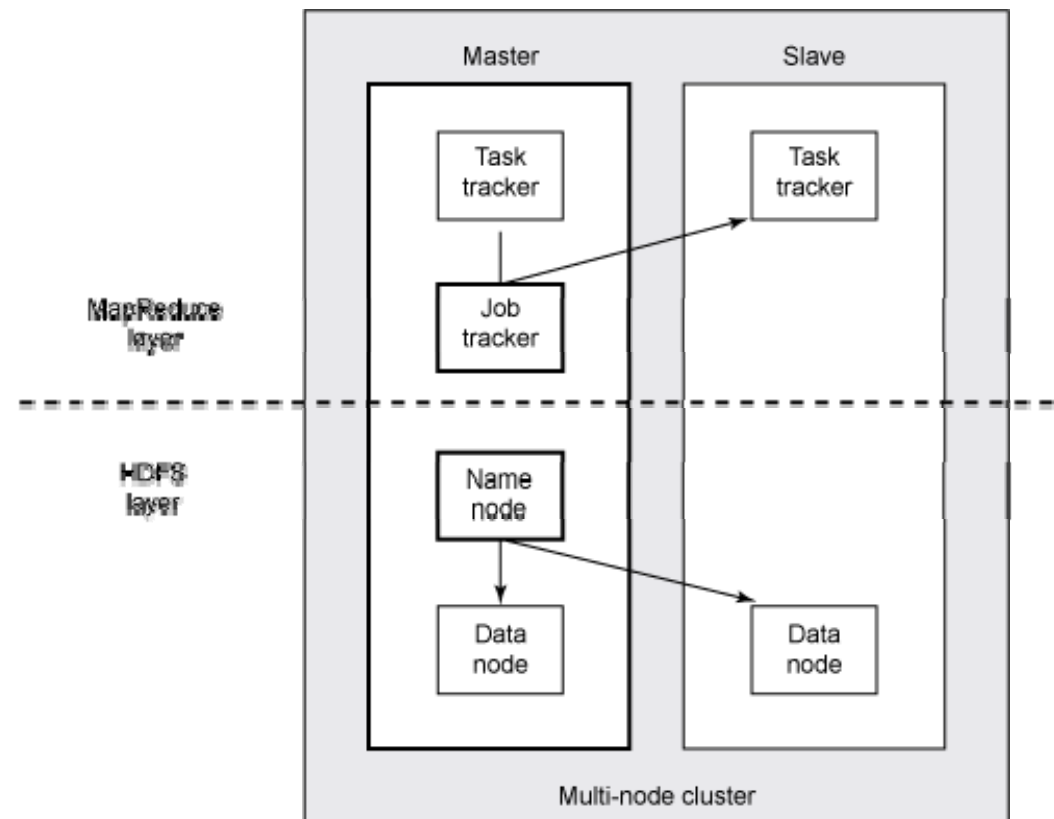 Master
Slave
Task
tracker
Task
tracker
MapReduce
layer
Job
tracker
HDFS
layer
Name
node
Data
node
Data
node
Multi-node cluster